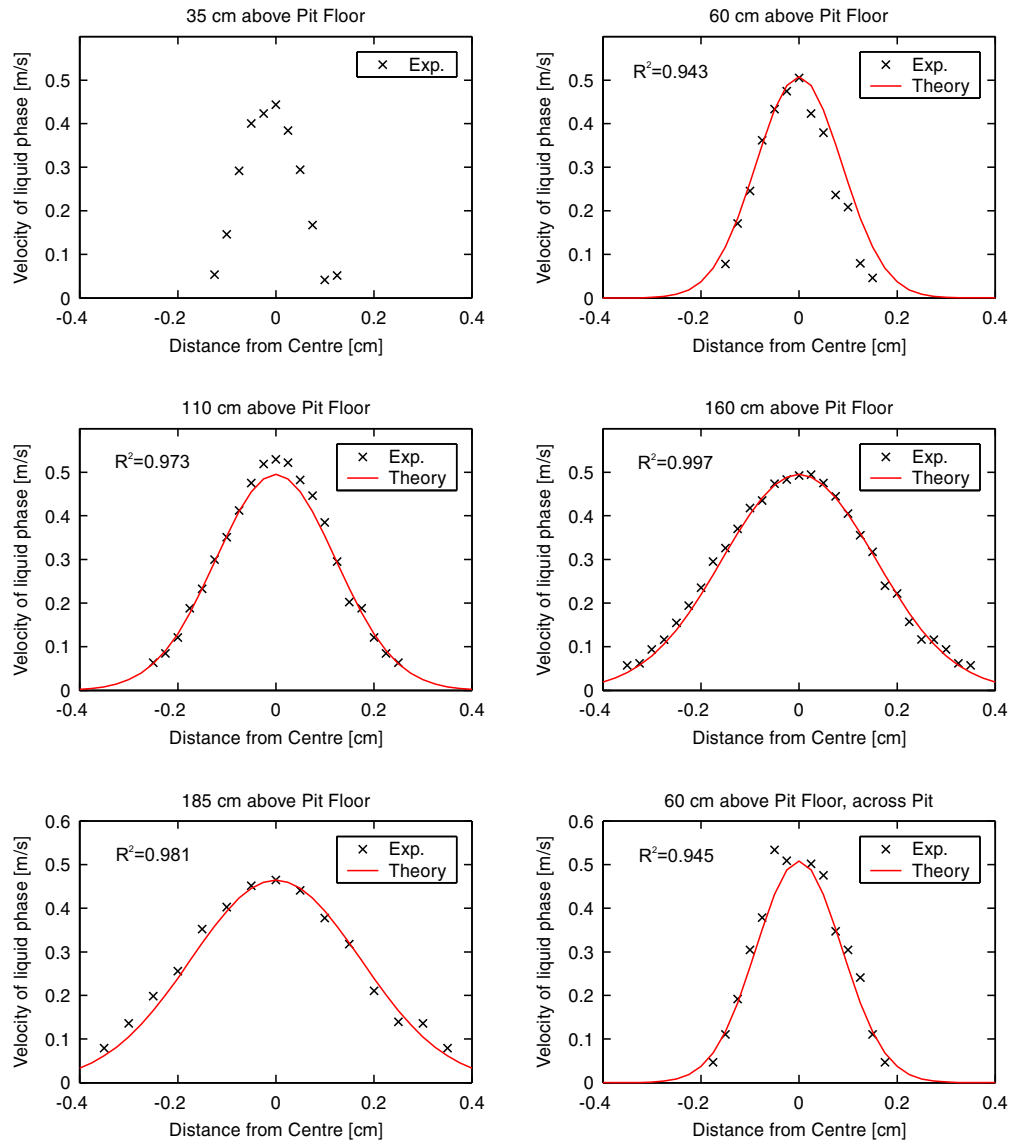 35 cm above Pit Floor
Velocity of liquid phase [m/s]
0.5
0.4
0.3
0.2
0.1
0
-0.4
-0.2
0
0.2
0.4
Distance from Centre [cm]
Exp.
60 cm above Pit Floor
Velocity of liquid phase [m/s]
0.5
0.4
0.3
0.2
0.1
0
-0.4
-0.2
0
0.2
0.4
Distance from Centre [cm]
R²=0.943
Exp.
Theory
110 cm above Pit Floor
Velocity of liquid phase [m/s]
0.5
0.4
0.3
0.2
0.1
0
-0.4
-0.2
0
0.2
0.4
Distance from Centre [cm]
R²=0.973
Exp.
Theory
160 cm above Pit Floor
Velocity of liquid phase [m/s]
0.5
0.4
0.3
0.2
0.1
0
-0.4
-0.2
0
0.2
0.4
Distance from Centre [cm]
R²=0.997
Exp.
Theory
185 cm above Pit Floor
Velocity of liquid phase [m/s]
0.6
0.5
0.4
0.3
0.2
0.1
0
-0.4
-0.2
0
0.2
0.4
Distance from Centre [cm]
R²=0.981
Exp.
Theory
60 cm above Pit Floor, across Pit
Velocity of liquid phase [m/s]
0.6
0.5
0.4
0.3
0.2
0.1
0
-0.4
-0.2
0
0.2
0.4
Distance from Centre [cm]
R²=0.945
Exp.
Theory